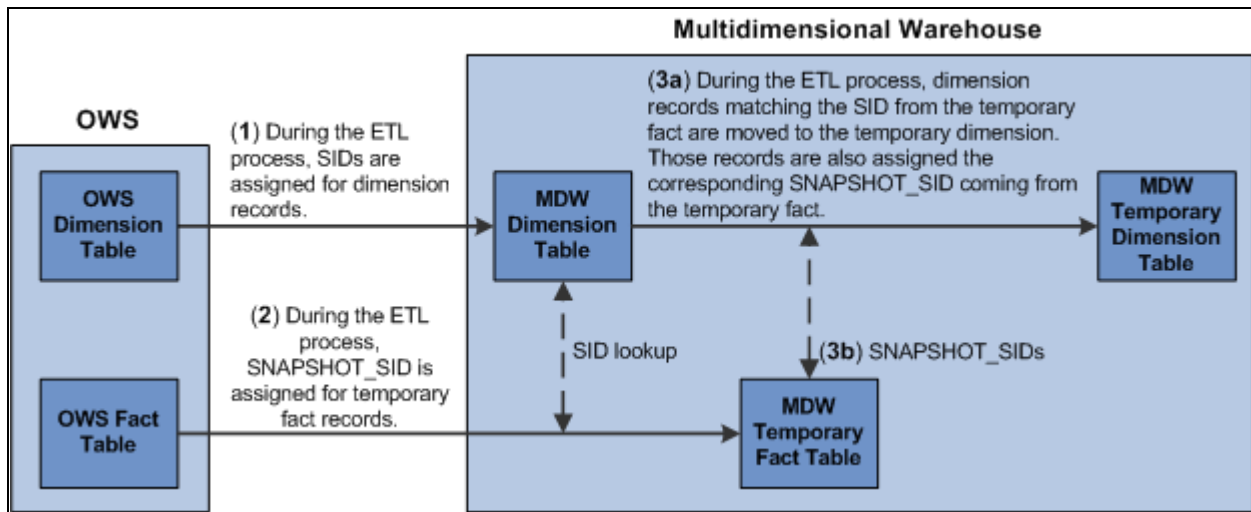 Multidimensional Warehouse
OWS
(1) During the ETL
process, SIDs are
assigned for dimension
records.
(3a) During the ETL process, dimension
records matching the SID from the temporary
fact are moved to the temporary dimension.
Those records are also assigned the
corresponding SNAPSHOT_SID coming from
the temporary fact.
OWS
Dimension
Table
MDW
Dimension
Table
MDW
Temporary
Dimension
Table
(2) During the ETL
process,
SNAPSHOT_SID is
assigned for temporary
fact records.
SID lookup
(3b) SNAPSHOT_SIDs
OWS Fact
Table
MDW
Temporary
Fact Table